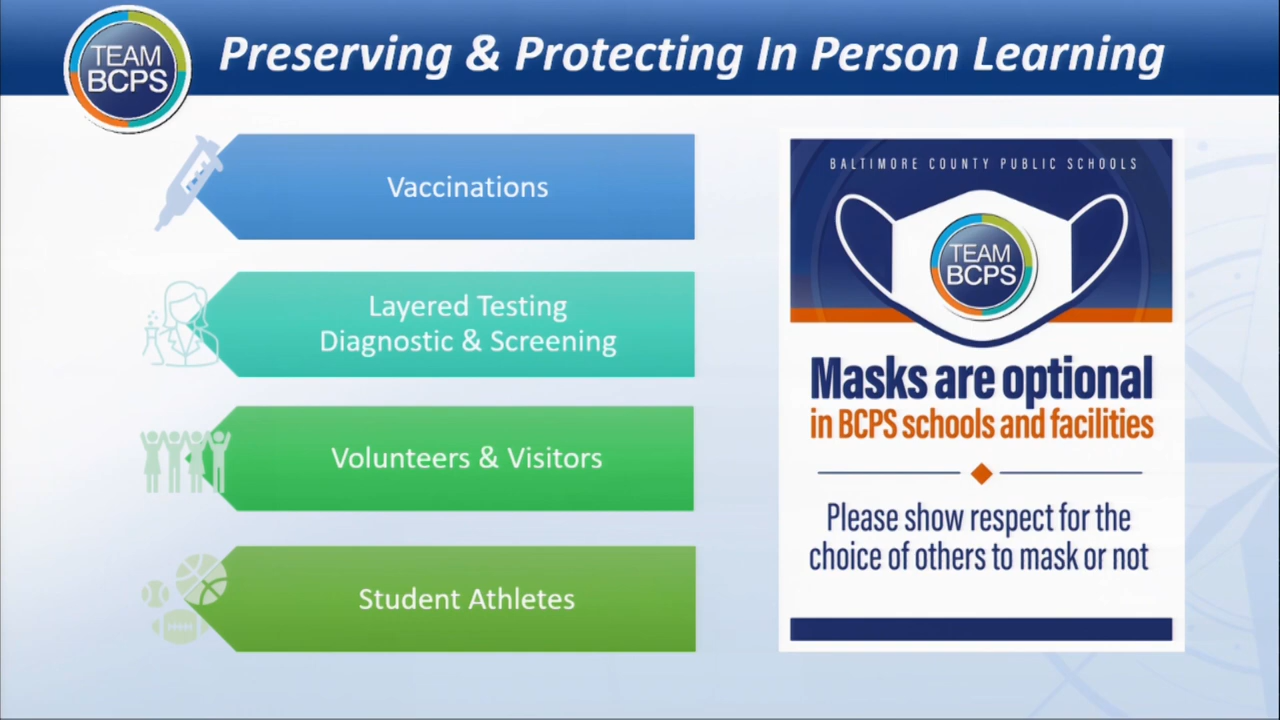 TEAM
BCPS
Preserving & Protecting In Person Learning
Vaccinations
Layered Testing
Diagnostic & Screening
Volunteers & Visitors
Student Athletes
BALTIMORE COUNTY PUBLIC SCHOOLS
TEAM
BCPS
Masks are optional
in BCPS schools and facilities
Please show respect for the
choice of others to mask or not